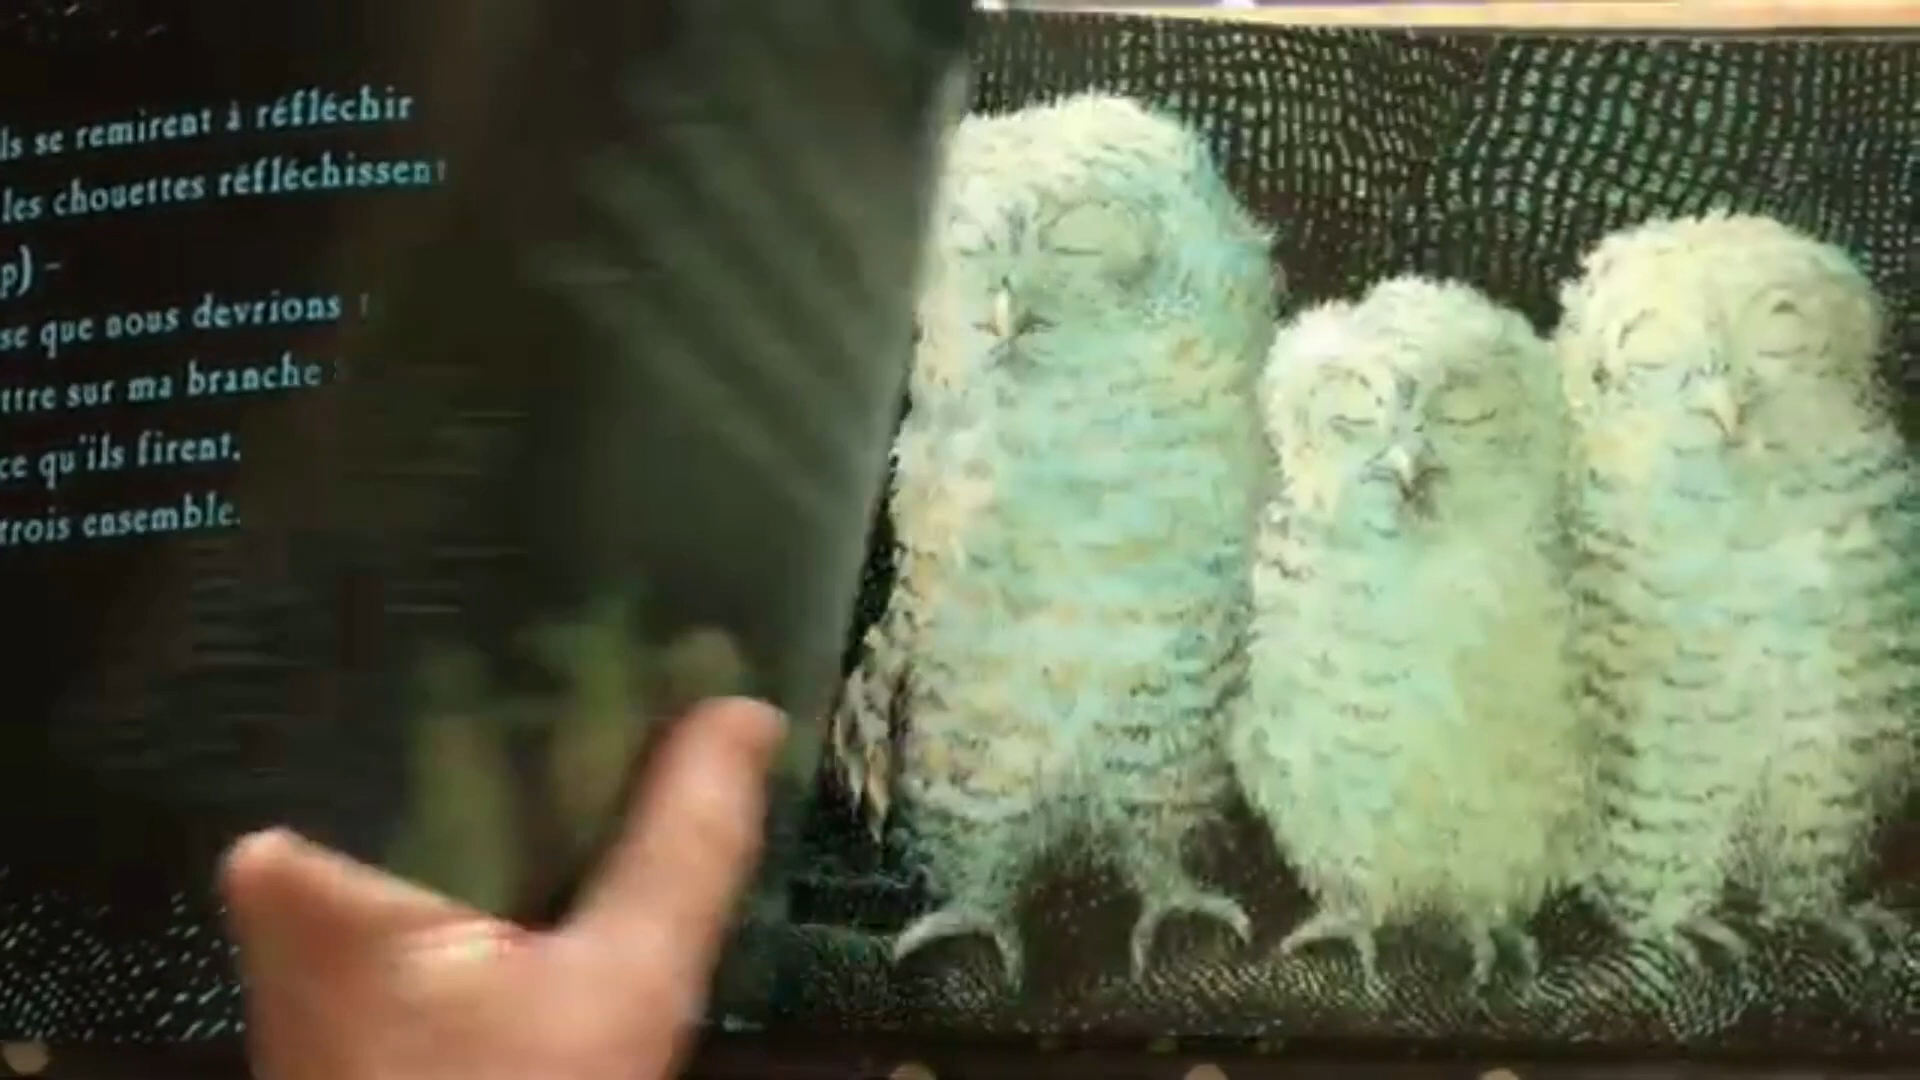 ls se remirent à réfléchir
les chouettes réfléchissent
p) -
se que nous devrions
ttre sur ma branche
ce qu'ils firent.
trois ensemble.